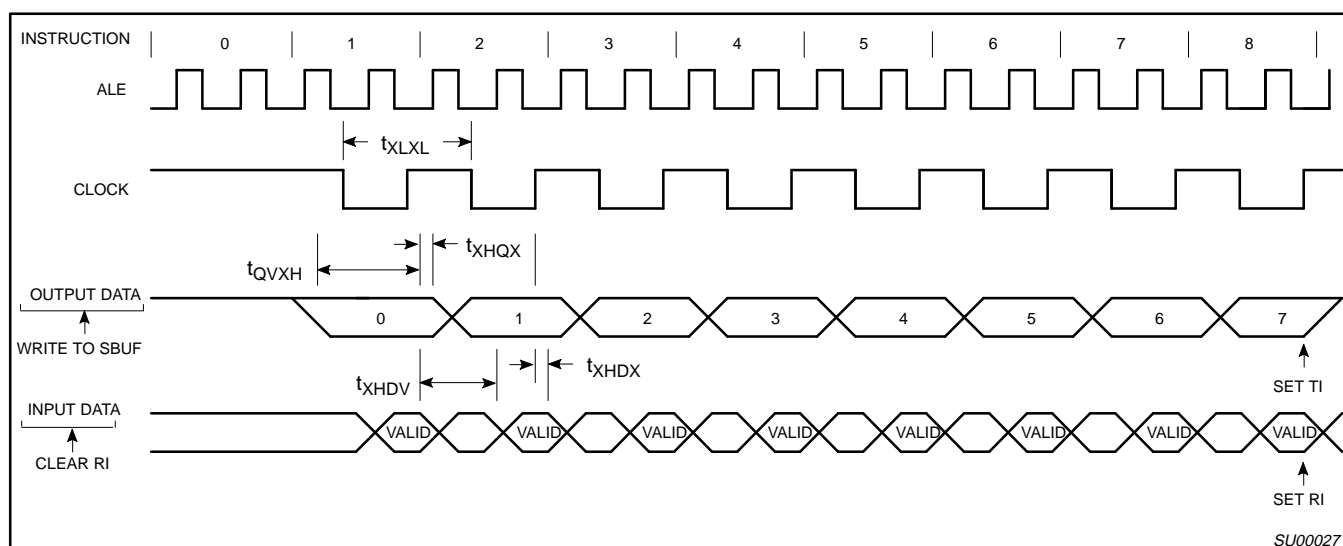 INSTRUCTION 0 1 2 3 4 5 6 7 8
ALE
tXLXL
CLOCK
tXHQX
tQVXH
OUTPUT DATA
0 1 2 3 4 5 6 7
WRITE TO SBUF
tXHDX
tXHDV
SET TI
INPUT DATA
VALID VALID VALID VALID VALID VALID VALID VALID
CLEAR RI
SET RI
SU00027